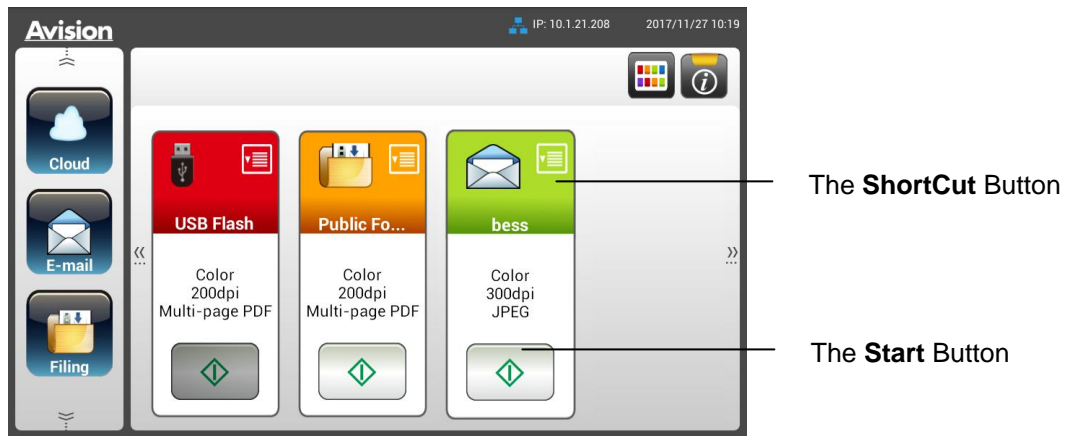 Avision
IP: 10.1.21.208
2017/11/27 10:19
Cloud
E-mail
Filing
USB Flash
Color
200dpi
Multi-page PDF
Public Fo...
Color
200dpi
Multi-page PDF
bess
Color
300dpi
JPEG
The ShortCut Button
The Start Button